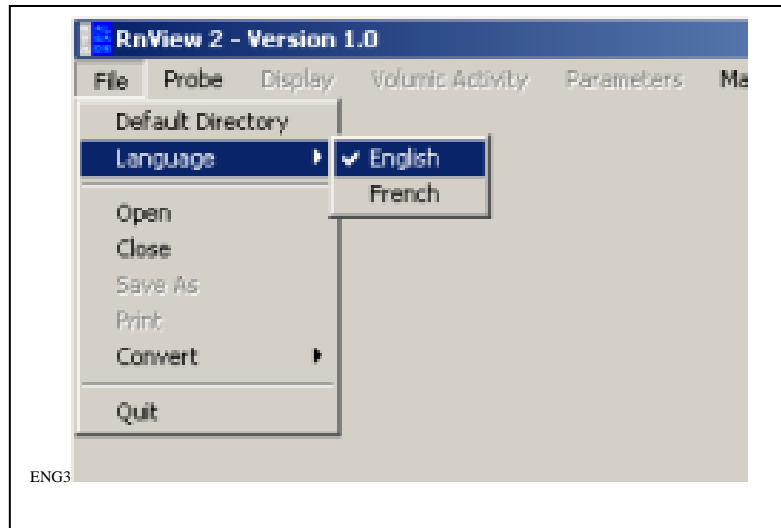 RnView 2 - Version 1.0
File Probe Display Volumic Activity Parameters Ma
Default Directory
Language
English
French
Open
Close
Save As
Print
Convert
Quit
ENG3